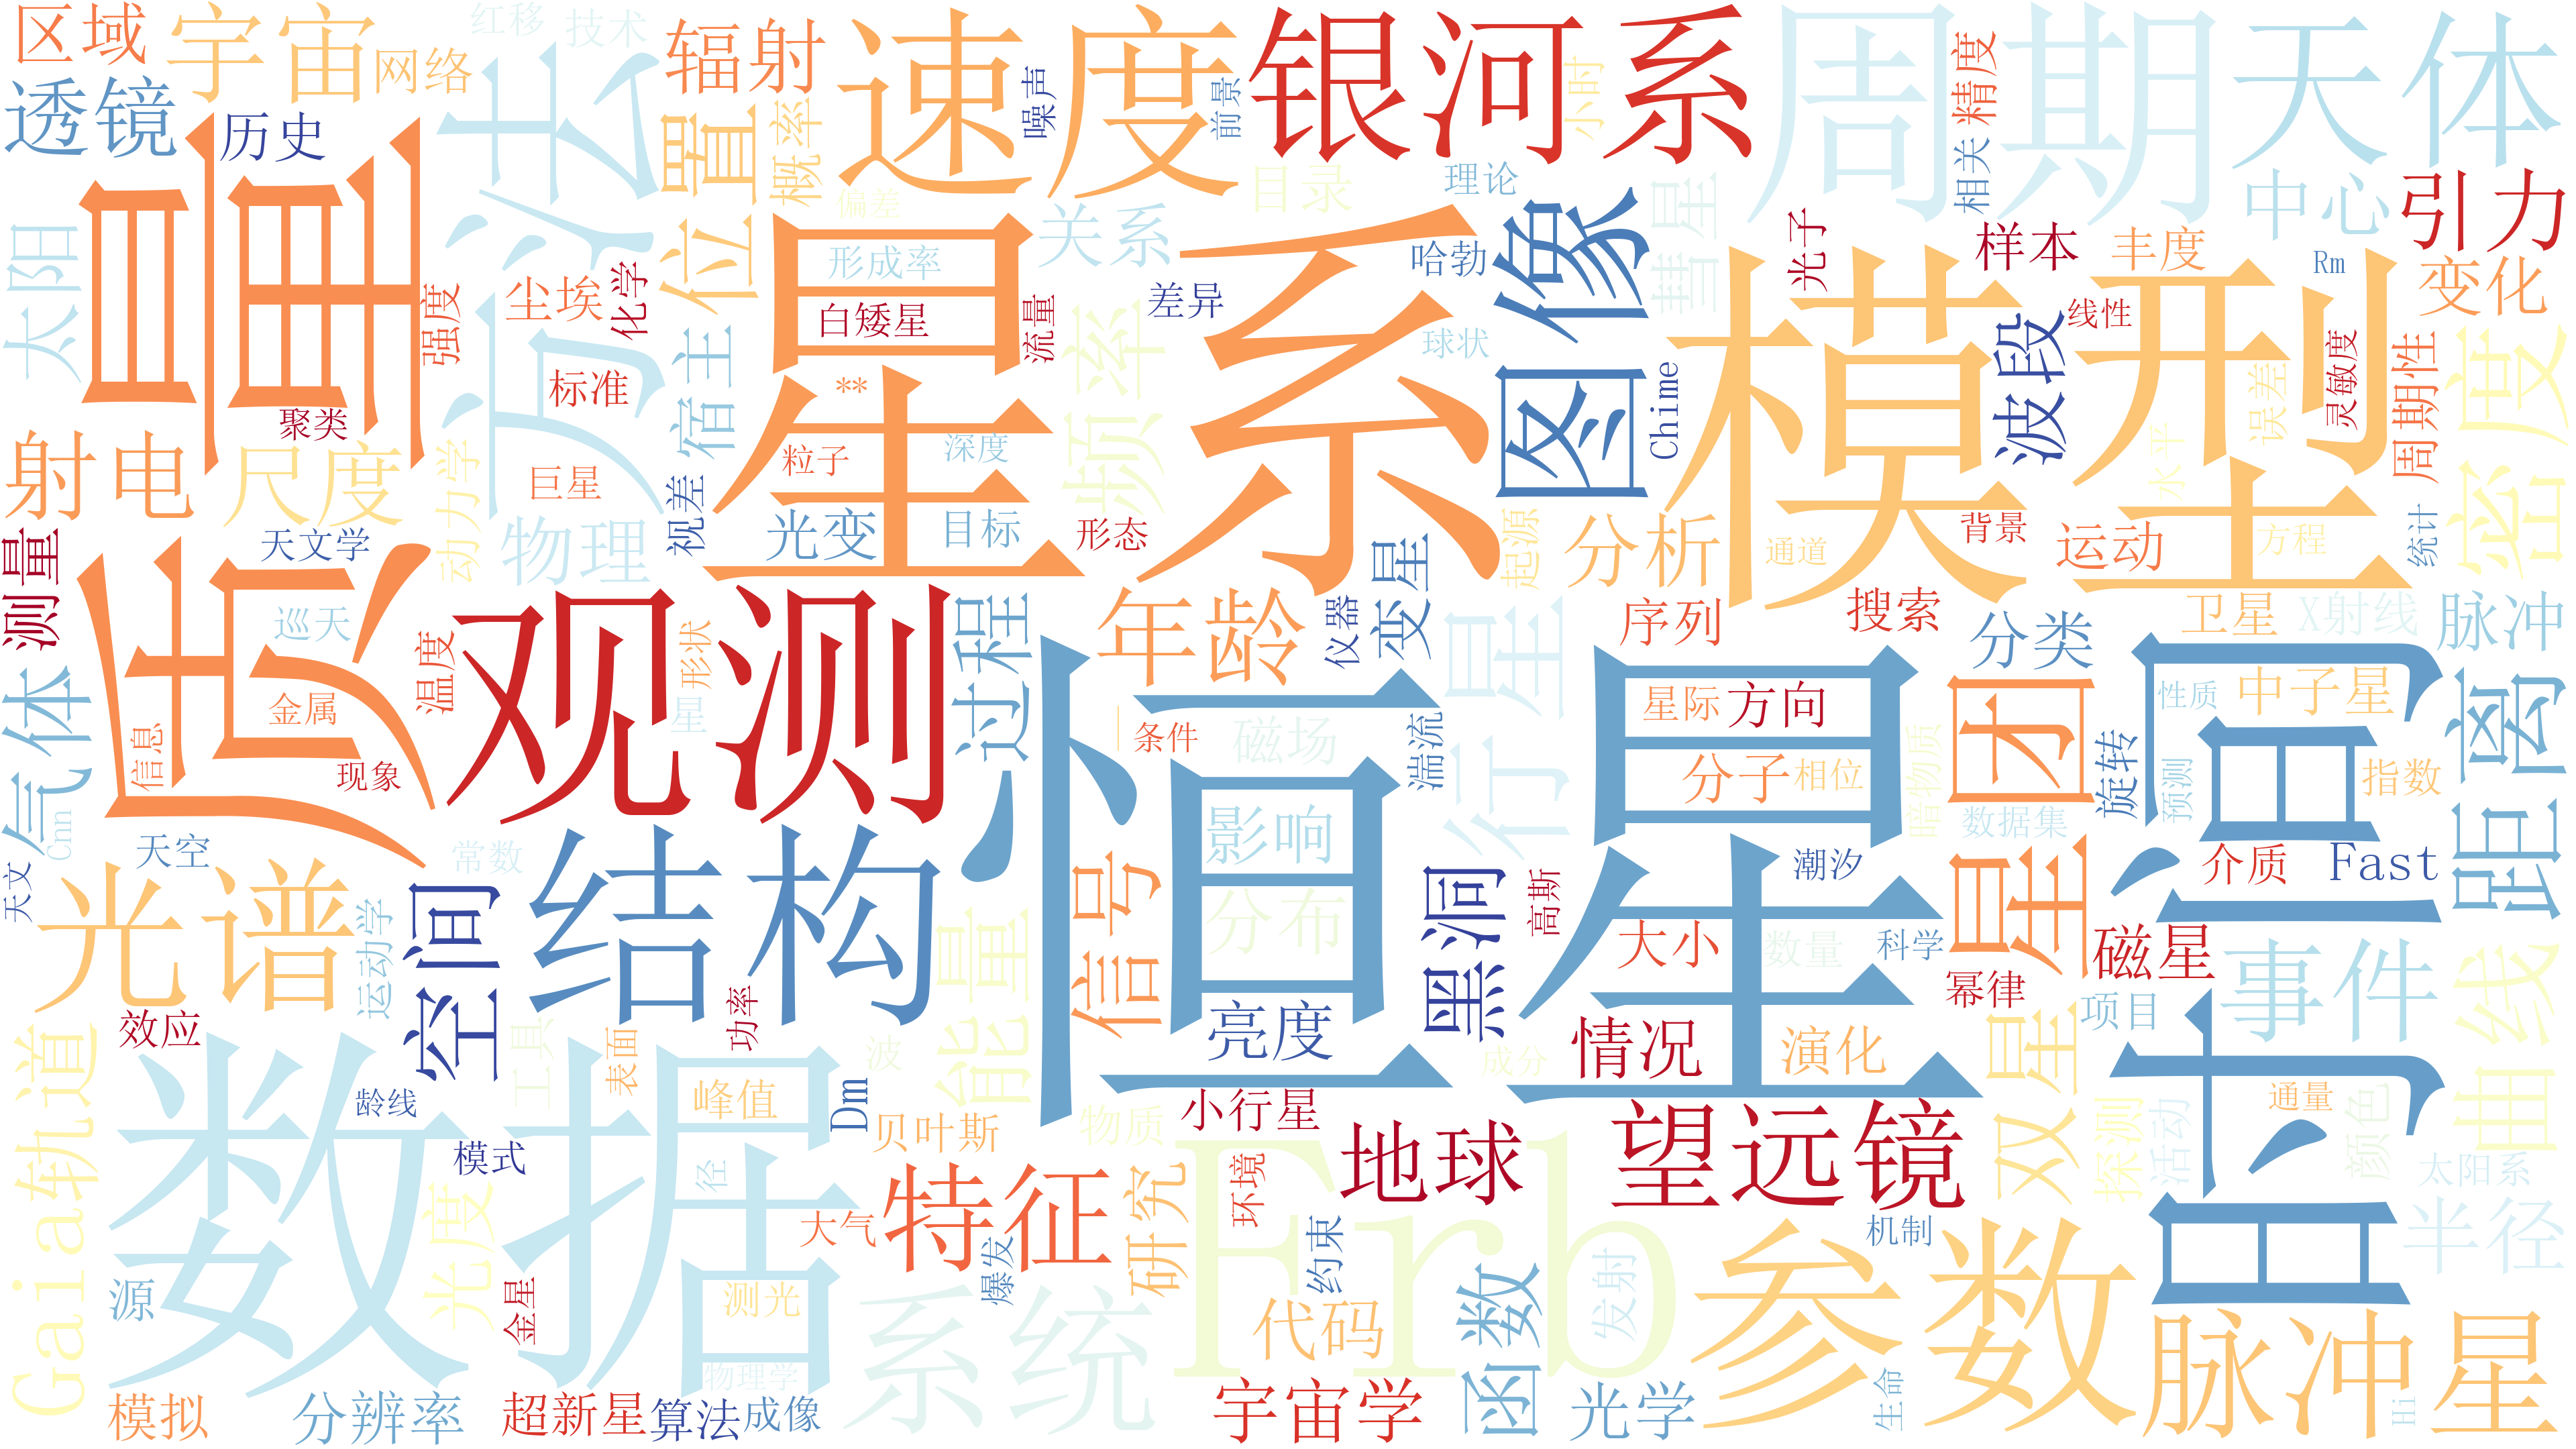 区域
宇宙
网络
红移
技术
辐射
速度
噪声
前景
银河系
小时
周期
精度
相关
天体
透镜
历史
质量
方法
位置
概率
偏差
目录
理论
彗星
光子
样本
丰度
中心
引力
太阳
尘埃
化学
强度
宿主
星系
形成率
白矮星
流量
关系
频率
差异
哈勃
球状
图像
Chime
模型
波段
线性
Rm
变化
误差
灵敏度
周期性
密度
聚类
标准
**
粒子
深度
射电
尺度
动力学
巨星
物理
视差
光变
目标
形态
起源
分析
通道
背景
运动
水平
方程
统计
测量
天文学
巡天
金属
温度
信息
现象
观测
形状
星
过程
年龄
条件
磁场
仪器
变星
湍流
行星
序列
搜索
分类
卫星
X射线
脉冲
恒星
星际
方向
分子
相位
暗物质
数据集
星团
中子星
性质
旋转
预测
指数
时间
距离
气体
Cnn
天空
常数
天文
光谱
运动学
空间
结构
能量
信号
影响
分布
亮度
黑洞
高斯
潮汐
大小
数量
科学
幂律
磁星
介质
Fast
事件
曲线
效应
功率
工具
表面
龄线
模式
数据
峰值
波
Dm
贝叶斯
物质
小行星
成分
情况
演化
双星
项目
探测
活动
通量
颜色
太阳系
Gaia
轨道
源
光度
金星
径
大气
测光
特征
爆发
研究
环境
约束
地球
望远镜
机制
半径
Frb
函数
发射
参数
生命
脉冲星
Hi
模拟
分辨率
超新星
算法
成像
物理学
系统
代码
宇宙学
光学